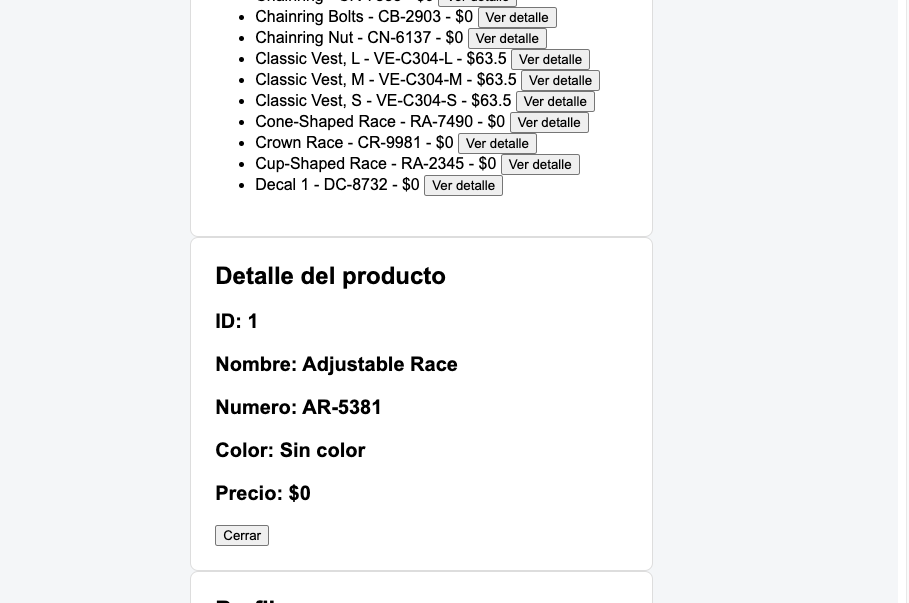 Chainring Bolts - CB-2903 - $0 Ver detalle
Chainring Nut - CN-6137 - $0 Ver detalle
Classic Vest, L - VE-C304-L - $63.5 Ver detalle
Classic Vest, M - VE-C304-M - $63.5 Ver detalle
Classic Vest, S - VE-C304-S - $63.5 Ver detalle
Cone-Shaped Race - RA-7490 - $0 Ver detalle
Crown Race - CR-9981 - $0 Ver detalle
Cup-Shaped Race - RA-2345 - $0 Ver detalle
Decal 1 - DC-8732 - $0 Ver detalle
Detalle del producto
ID: 1
Nombre: Adjustable Race
Numero: AR-5381
Color: Sin color
Precio: $0
Cerrar